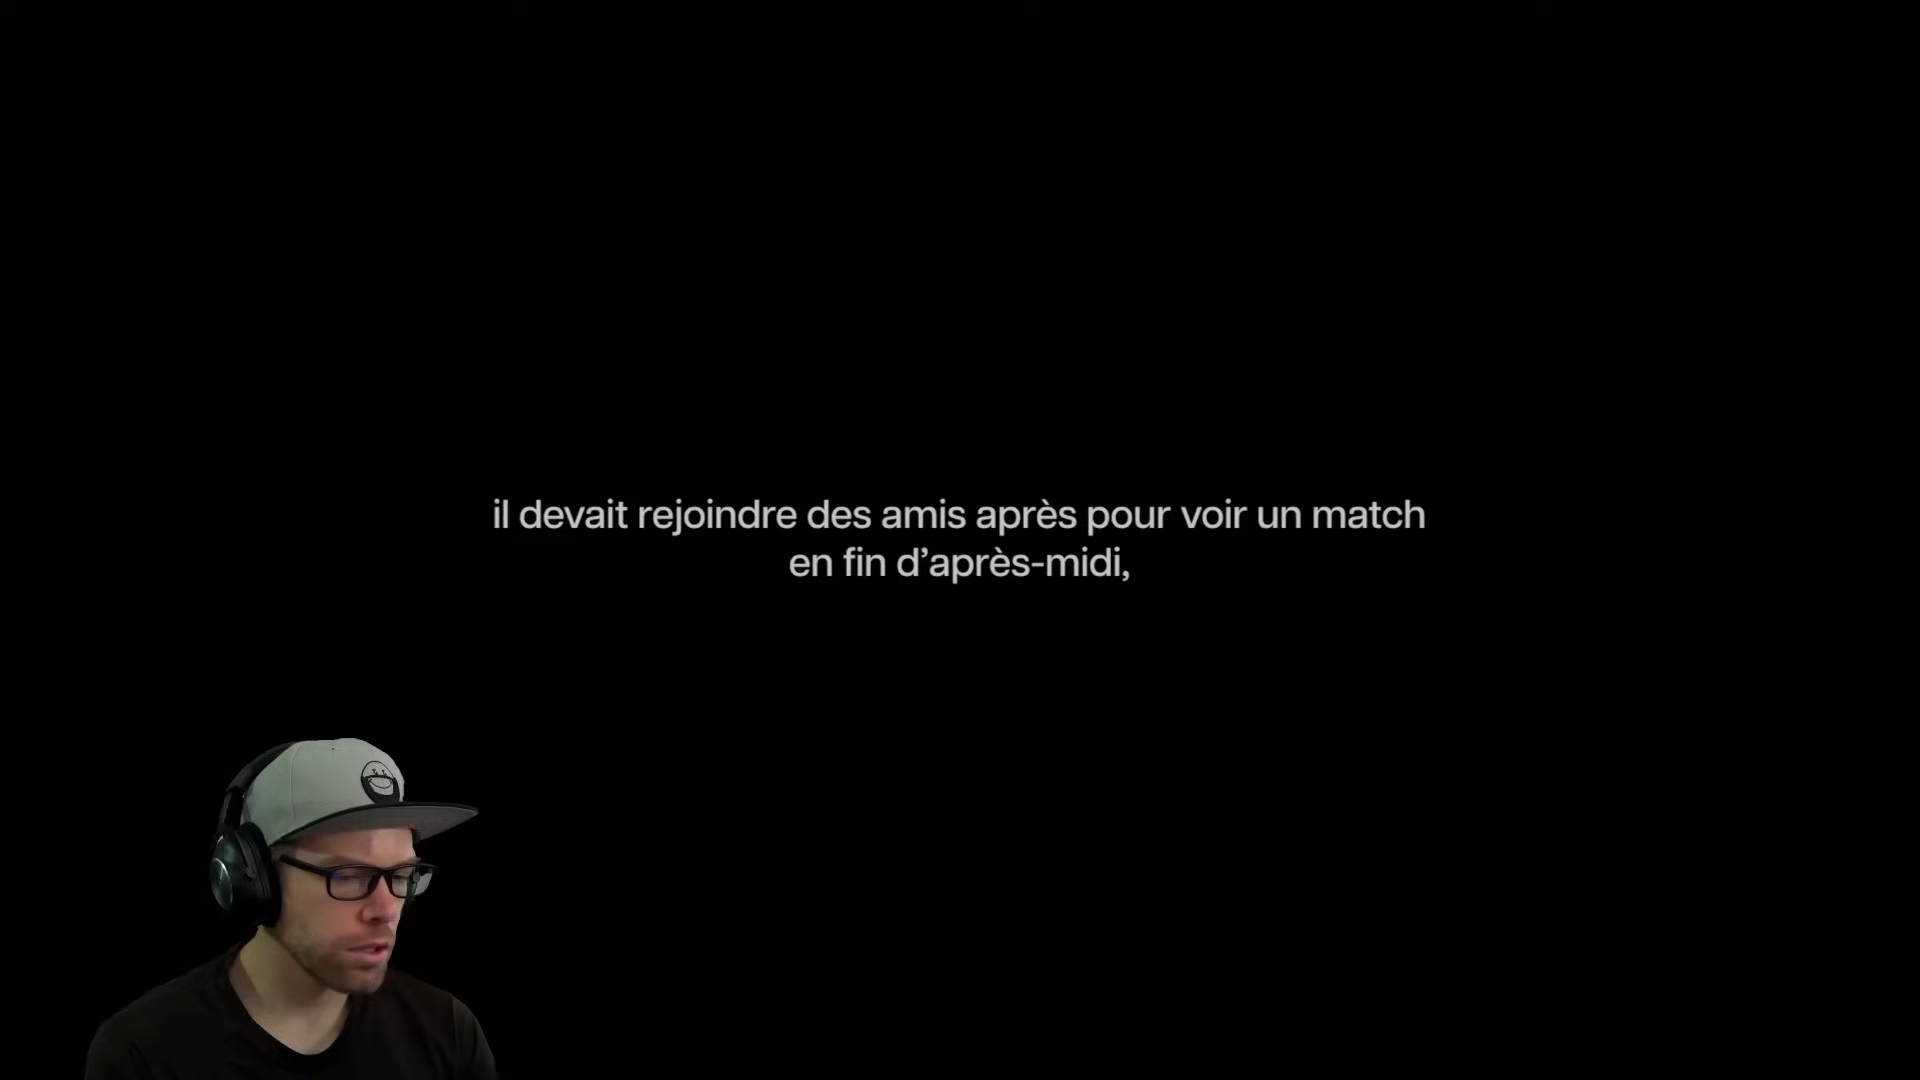 il devait rejoindre des amis après pour voir un match
en fin d’après-midi,